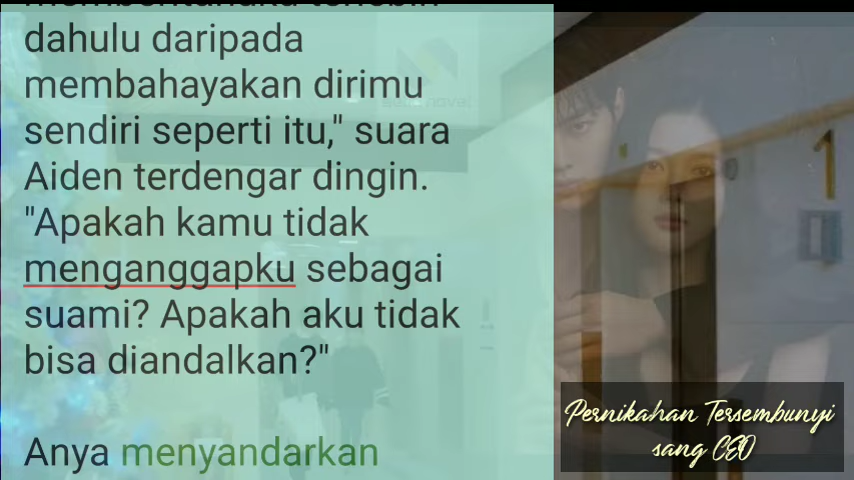 dahulu daripada
membahayakan dirimu
sendiri seperti itu," suara
Aiden terdengar dingin.
"Apakah kamu tidak
menganggapku sebagai
suami? Apakah aku tidak
bisa diandalkan?"
Anya menyandarkan
1
Pernikahan Tersembunyi
sang CEO